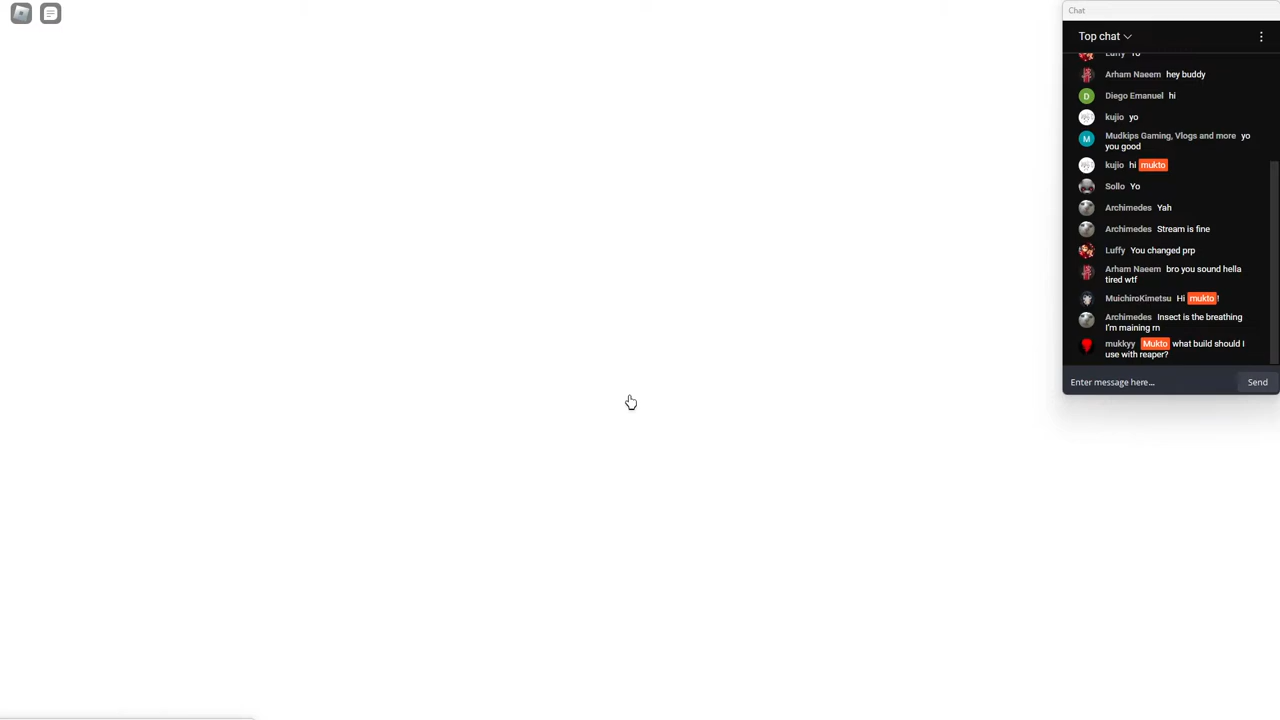 Chat
Top chat
Luffy Yo
Arham Naeem hey buddy
D Diego Emanuel hi
kujio yo
M Mudkips Gaming, Vlogs and more yo
you good
kujio hi mukto
Sollo Yo
Archimedes Yah
Archimedes Stream is fine
Luffy You changed prp
Arham Naeem bro you sound hella
tired wtf
MuichiroKimetsu Hi mukto !
Archimedes Insect is the breathing
I'm maining rn
mukkyy Mukto what build should I
use with reaper?
Enter message here... Send